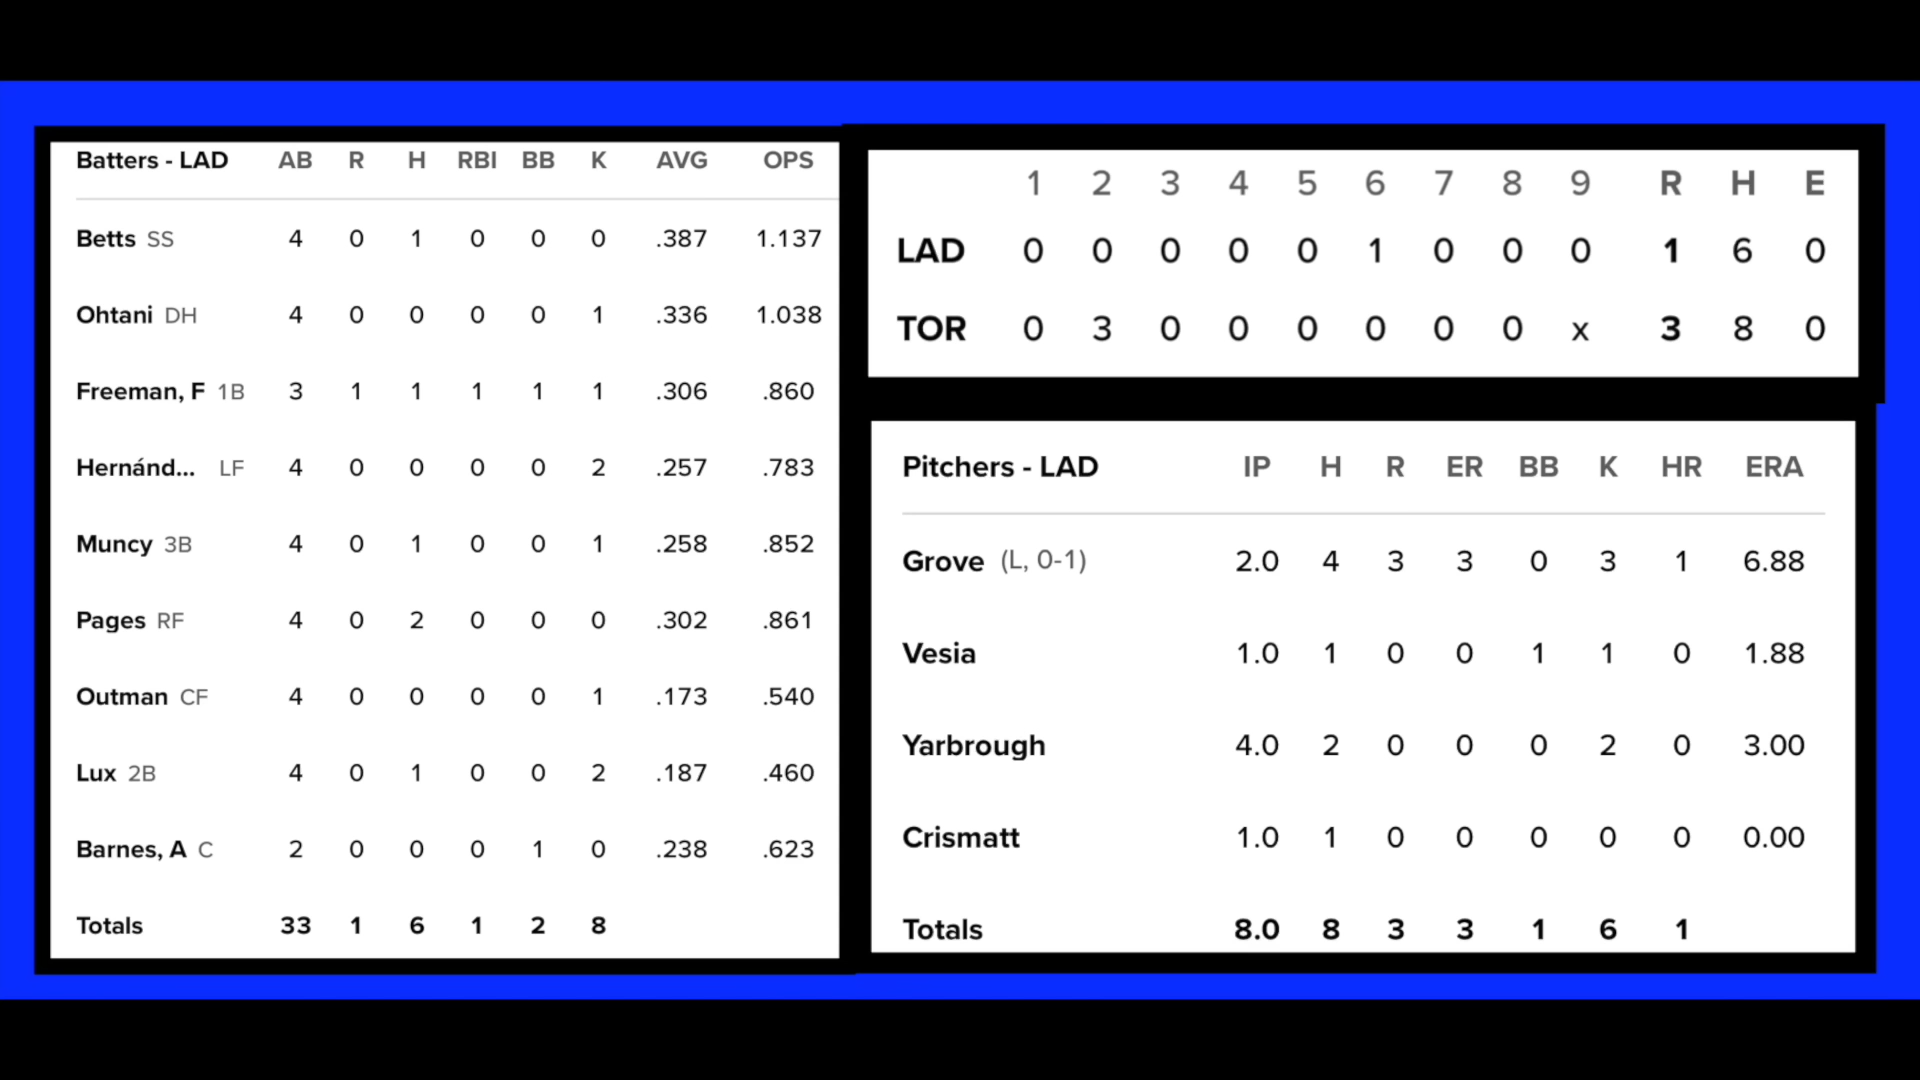 Batters - LAD AB R H RBI BB K AVG OPS
Betts SS 4 0 1 0 0 0 .387 1.137
Ohtani DH 4 0 0 0 0 1 .336 1.038
Freeman, F 1B 3 1 1 1 1 1 .306 .860
Hernánd... LF 4 0 0 0 0 2 .257 .783
Muncy 3B 4 0 1 0 0 1 .258 .852
Pages RF 4 0 2 0 0 0 .302 .861
Outman CF 4 0 0 0 0 1 .173 .540
Lux 2B 4 0 1 0 0 2 .187 .460
Barnes, A C 2 0 0 0 1 0 .238 .623
Totals 33 1 6 1 2 8
1 2 3 4 5 6 7 8 9 R H E
LAD 0 0 0 0 0 1 0 0 0 1 6 0
TOR 0 3 0 0 0 0 0 0 x 3 8 0
Pitchers - LAD IP H R ER BB K HR ERA
Grove (L, 0-1) 2.0 4 3 3 0 3 1 6.88
Vesia 1.0 1 0 0 1 1 0 1.88
Yarbrough 4.0 2 0 0 0 2 0 3.00
Crismatt 1.0 1 0 0 0 0 0 0.00
Totals 8.0 8 3 3 1 6 1